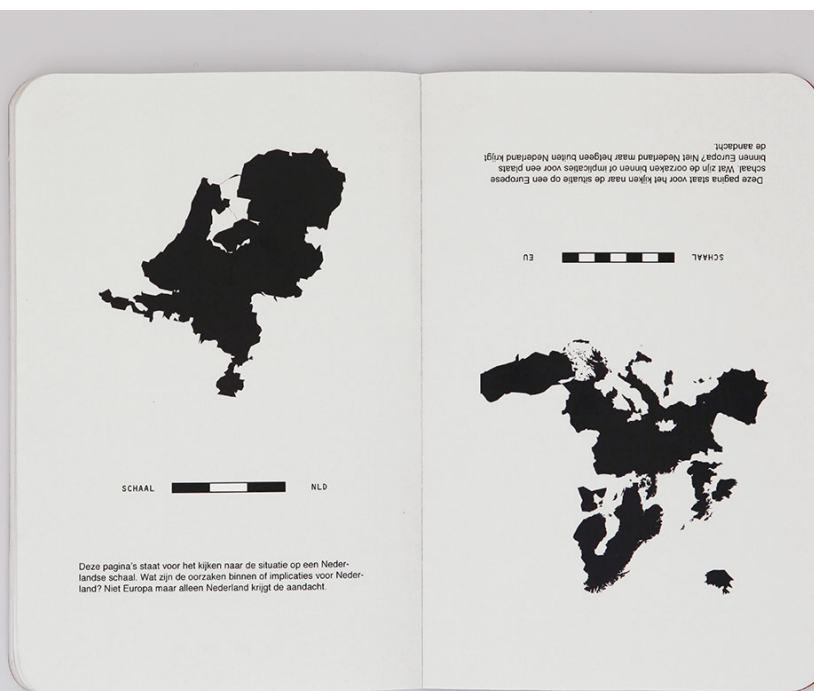 SCHAAL NLD
Deze pagina's staat voor het kijken naar de situatie op een Neder-
landse schaal. Wat zijn de oorzaken binnen of implicaties voor Neder-
land? Niet Europa maar alleen Nederland krijgt de aandacht.
SCHAAL EU
Deze pagina staat voor het kijken naar de situatie op een Europese
schaal. Wat zijn de oorzaken binnen of implicaties voor een plaats
binnen Europa? Niet Nederland maar hetgeen buiten Nederland krijgt
de aandacht.